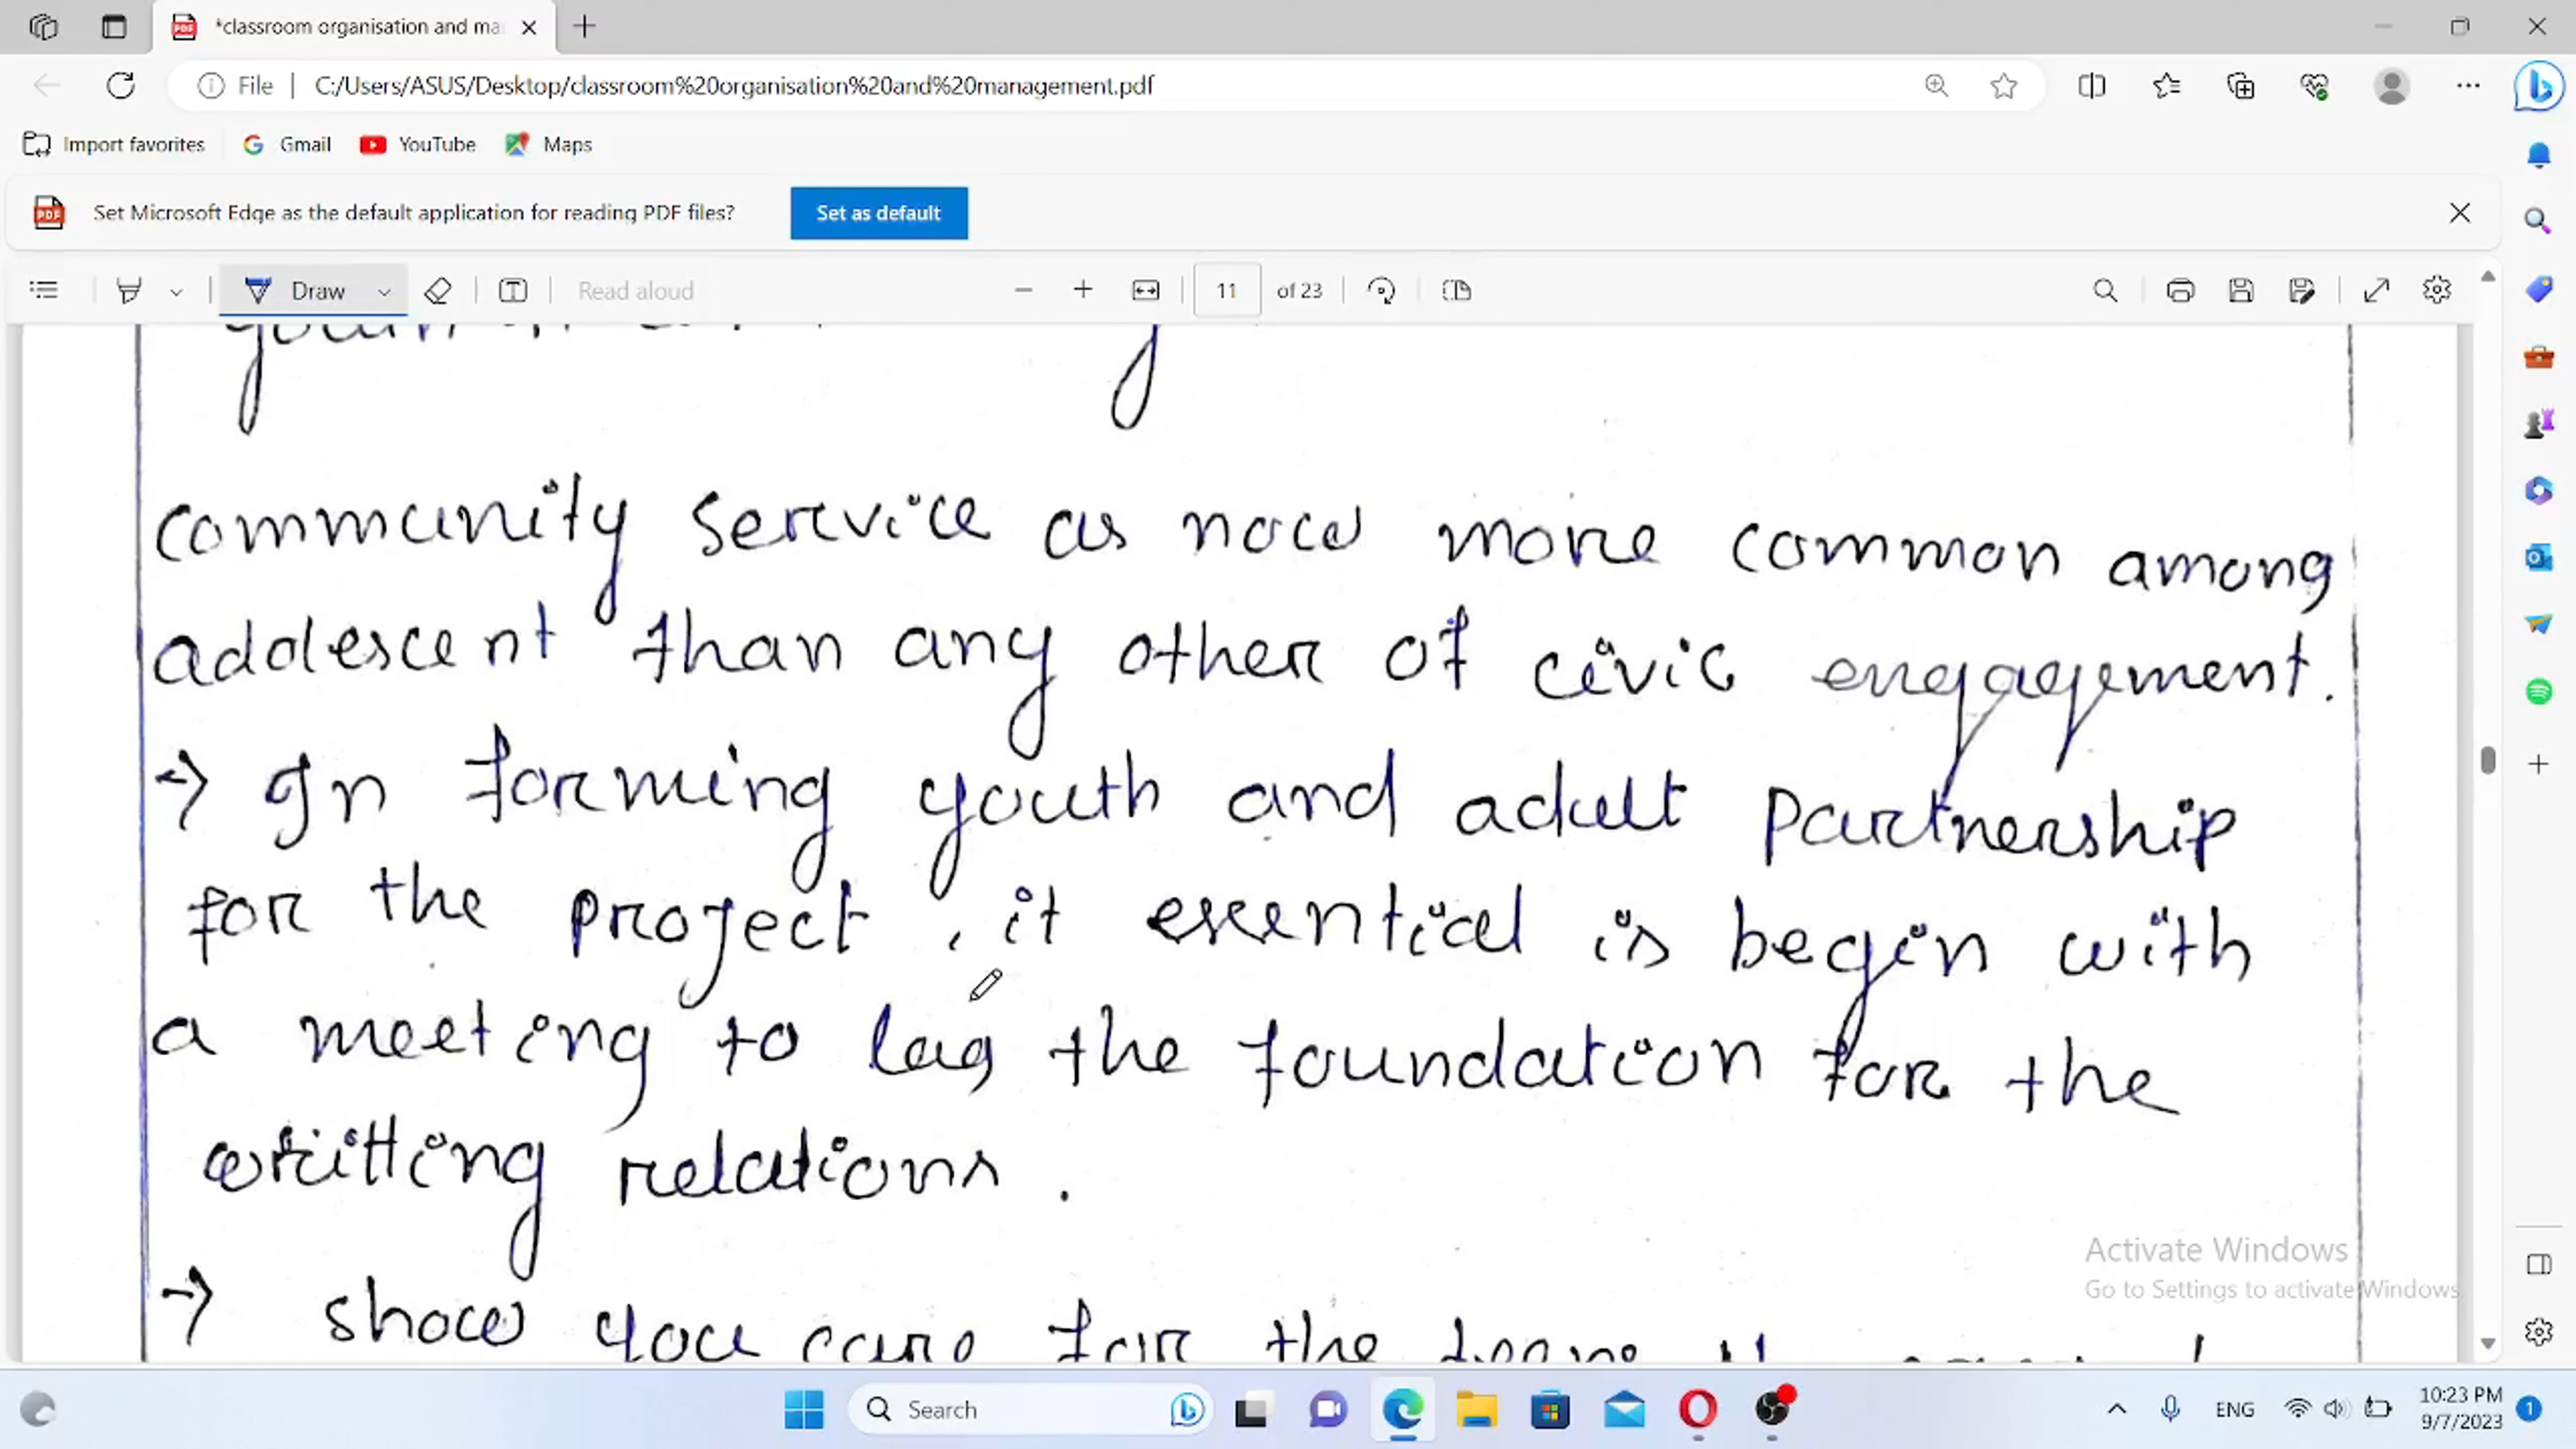 *classroom organisation and ma
File | C:/Users/ASUS/Desktop/classroom%20organisation%20and%20management.pdf
Import favorites Gmail YouTube Maps
Set Microsoft Edge as the default application for reading PDF files? Set as default
Draw Read aloud 11 of 23
community service as now more common among
adolescent than any other of civic engagement.
→ In forming youth and adult partnership
for the project, it essential is begin with
a meeting to lay the foundation for the
writting relations.
→ show you care for the
Activate Windows
Go to Settings to activate Windows.
Search ENG 10:23 PM
9/7/2023 1